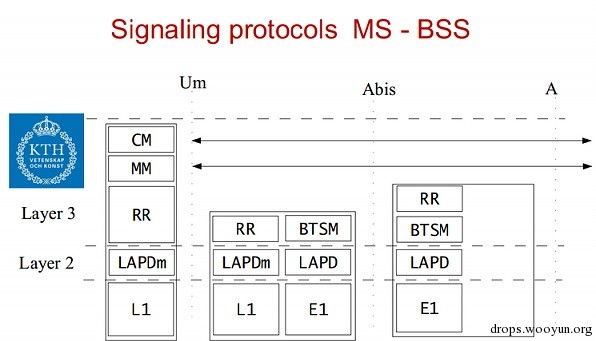 Signaling protocols MS - BSS
Um
Abis
A
KTH
VETENSKAP
OCH KONST
CM
MM
Layer 3
RR
RR
BTSM
RR
BTSM
Layer 2
LAPDm
LAPDm
LAPD
LAPD
L1
L1
E1
E1
drops.wooyun.org